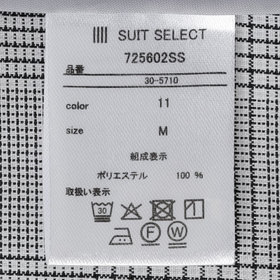 SUIT SELECT
725602SS
品番
30-5710
color 11
size M
組成表示
ポリエステル 100 %
取扱い表示
30
F W